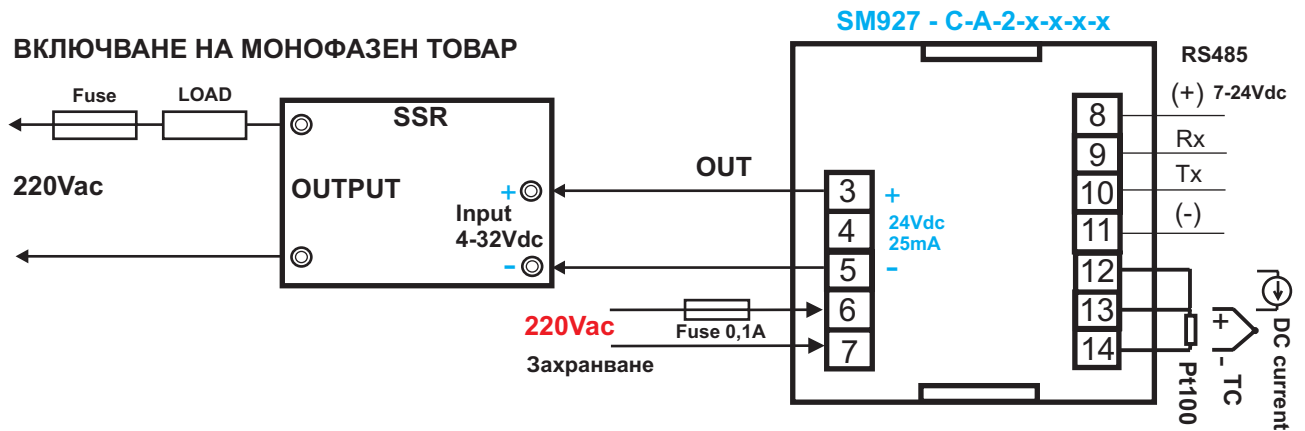 SM927 - C-A-2-x-x-x-x
ВКЛЮЧВАНЕ НА МОНОФАЗЕН ТОВАР
RS485
Fuse
LOAD
SSR
(+) 7-24Vdc
8
Rx
9
Tx
10
(-)
11
220Vac
OUTPUT
+
Input
4-32Vdc
-
OUT
3
+
4
24Vdc
25mA
5
-
6
7
220Vac
Fuse 0,1A
Захранване
12
13
14
Pt100
+
- TC
DC current